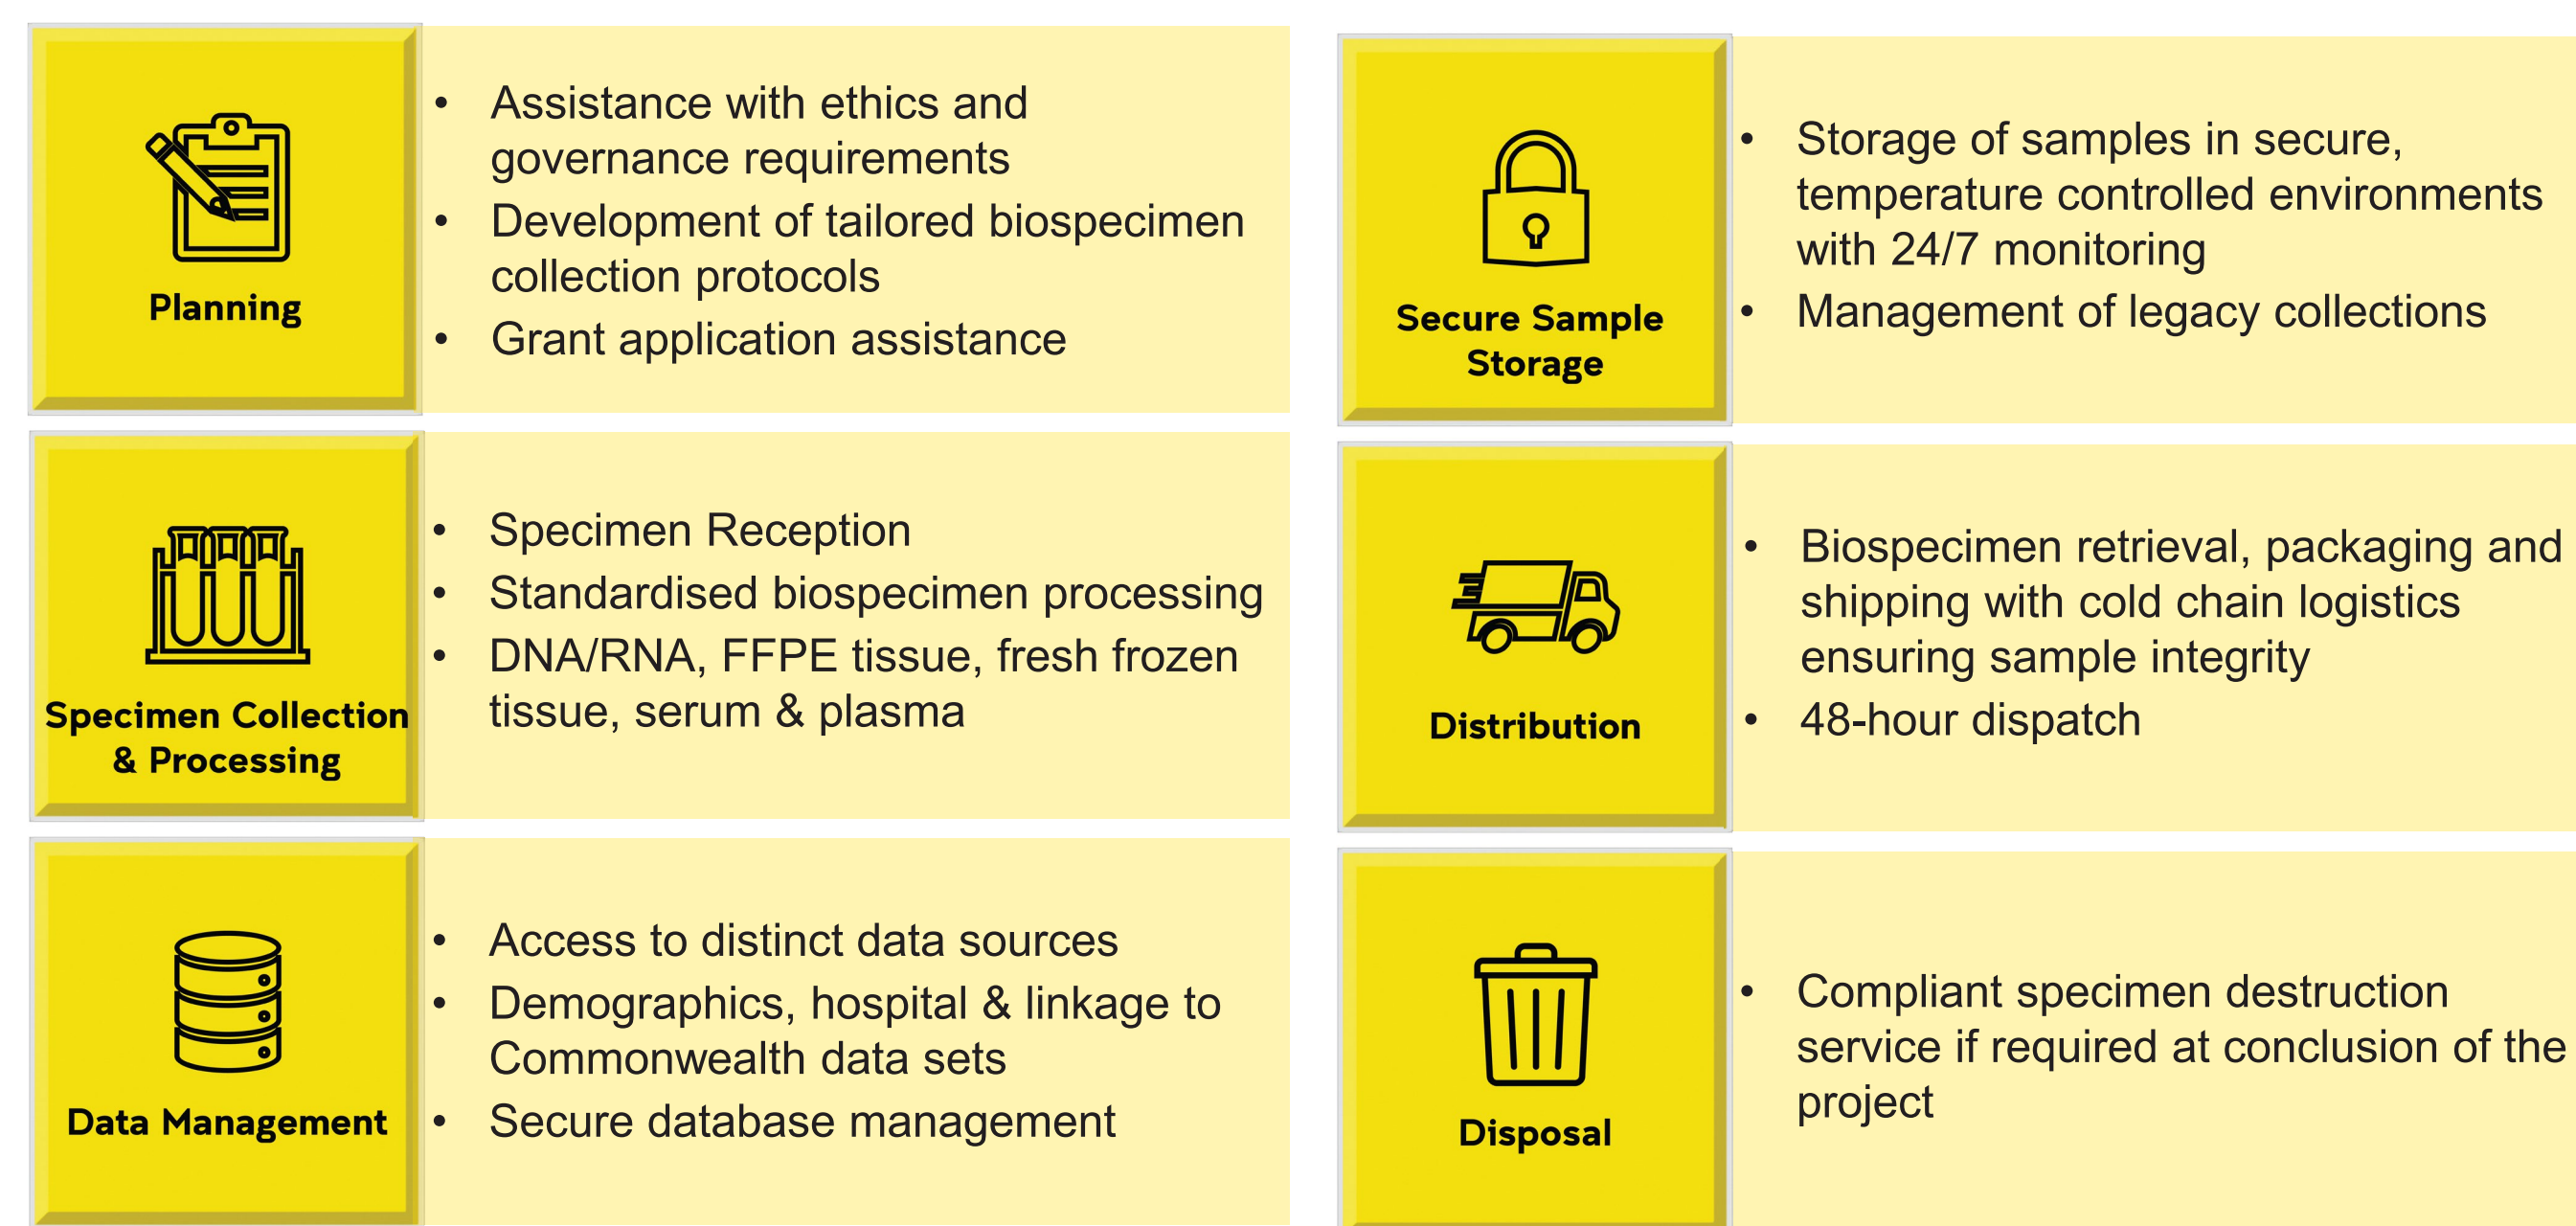 Planning
• Assistance with ethics and
governance requirements
• Development of tailored biospecimen
collection protocols
• Grant application assistance
Specimen Collection
& Processing
• Specimen Reception
• Standardised biospecimen processing
• DNA/RNA, FFPE tissue, fresh frozen
tissue, serum & plasma
Data Management
• Access to distinct data sources
• Demographics, hospital & linkage to
Commonwealth data sets
• Secure database management
Secure Sample
Storage
• Storage of samples in secure,
temperature controlled environments
with 24/7 monitoring
• Management of legacy collections
Distribution
• Biospecimen retrieval, packaging and
shipping with cold chain logistics
ensuring sample integrity
• 48-hour dispatch
Disposal
• Compliant specimen destruction
service if required at conclusion of the
project